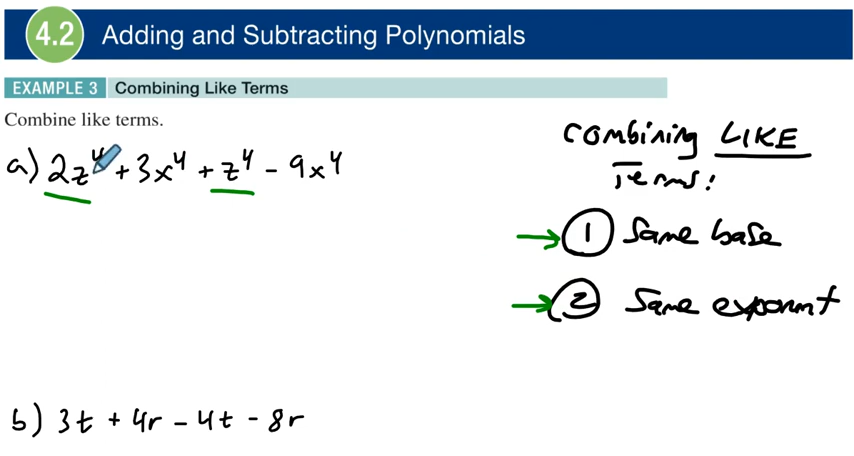 4.2 Adding and Subtracting Polynomials
EXAMPLE 3 Combining Like Terms
Combine like terms.
a) 2z⁴ + 3x⁴ + z⁴ - 9x⁴
Combining LIKE
Terms:
① Same base
② Same exponent
b) 3t + 4r - 4t - 8r